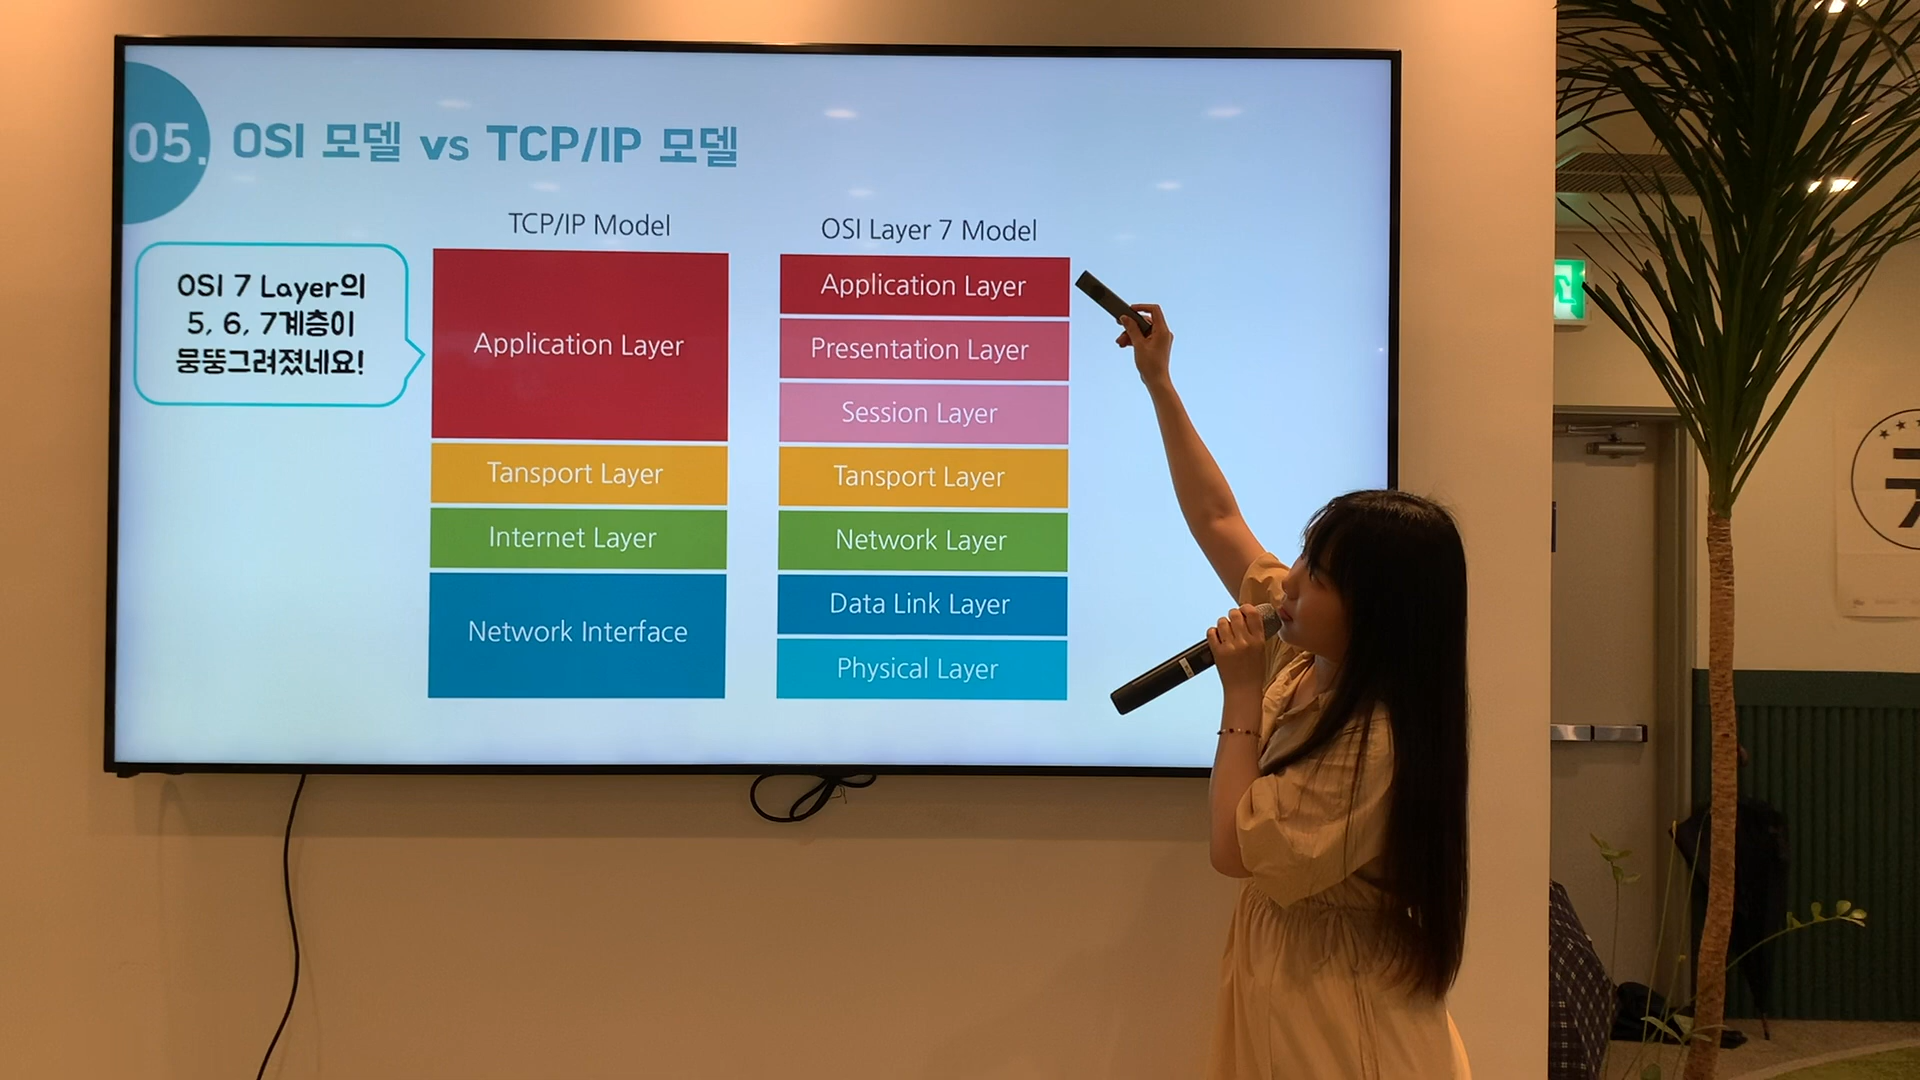 05. OSI 모델 vs TCP/IP 모델
OSI 7 Layer의
5, 6, 7계층이
뭉뚱그려졌네요!
TCP/IP Model
Application Layer
Tansport Layer
Internet Layer
Network Interface
OSI Layer 7 Model
Application Layer
Presentation Layer
Session Layer
Tansport Layer
Network Layer
Data Link Layer
Physical Layer